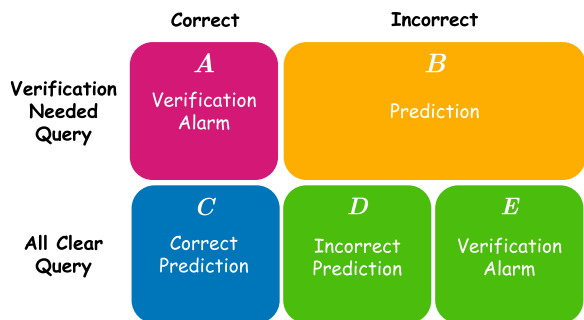 Correct
Incorrect
Verification
Needed
Query
A
Verification
Alarm
B
Prediction
All Clear
Query
C
Correct
Prediction
D
Incorrect
Prediction
E
Verification
Alarm